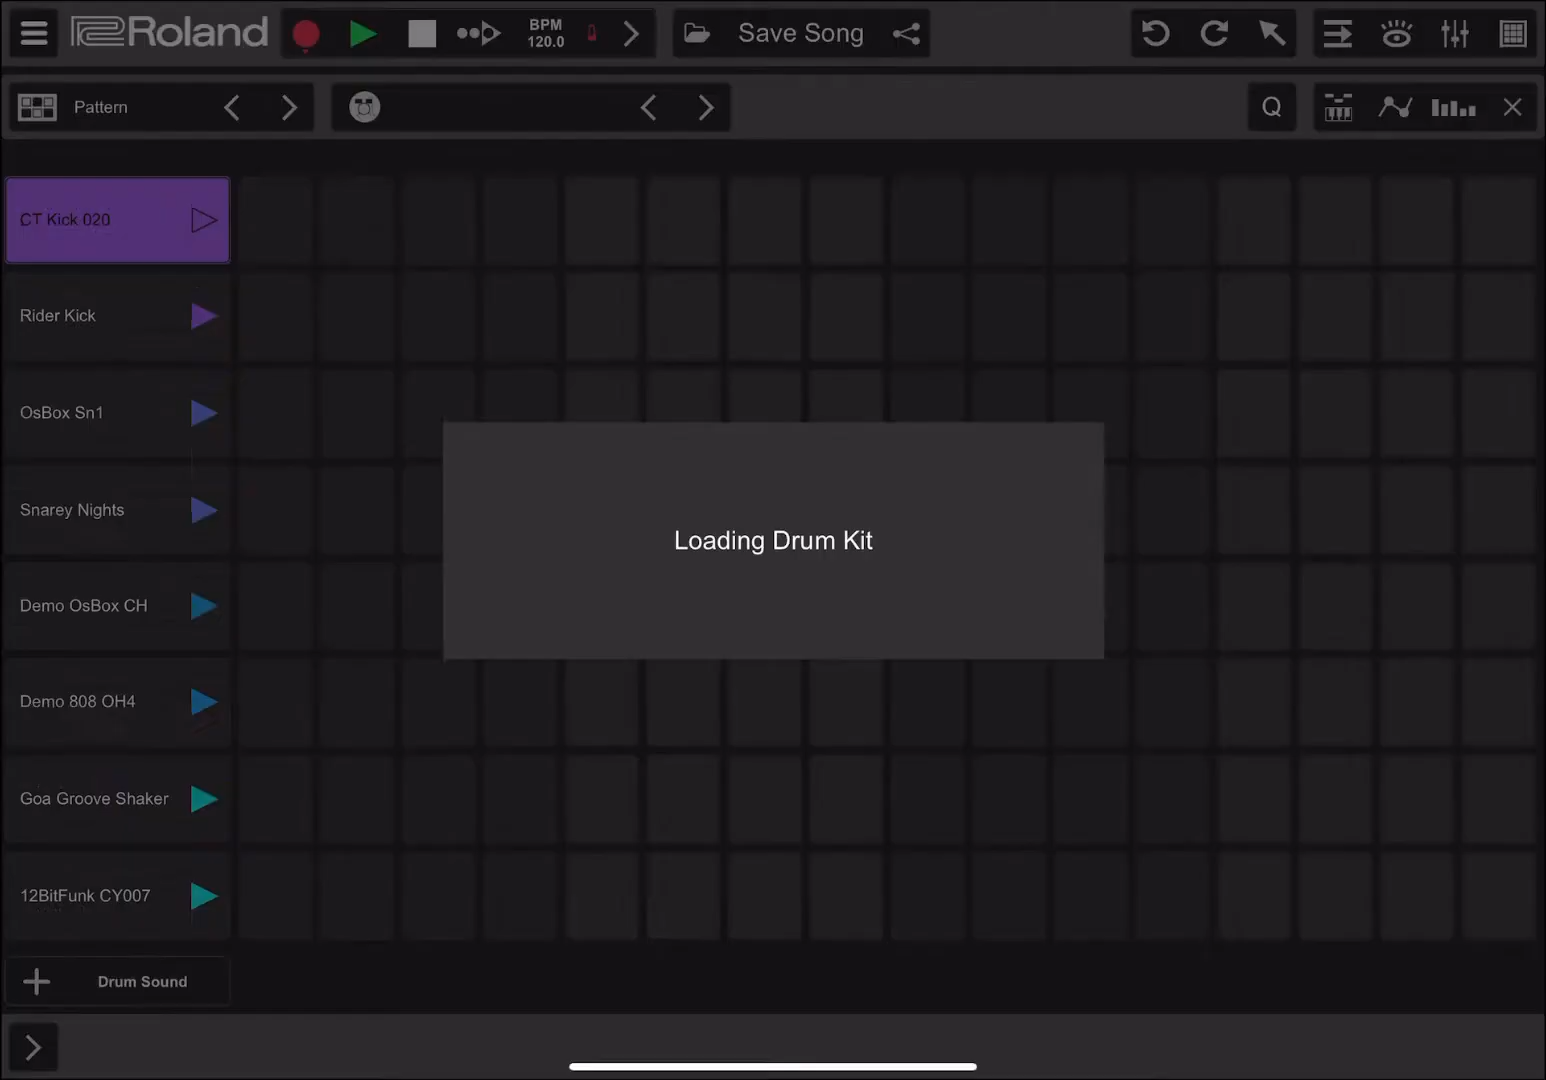 Roland
BPM
120.0
Save Song
Pattern
Q
CT Kick 020
Rider Kick
OsBox Sn1
Snarey Nights
Loading Drum Kit
Demo OsBox CH
Demo 808 OH4
Goa Groove Shaker
12BitFunk CY007
Drum Sound